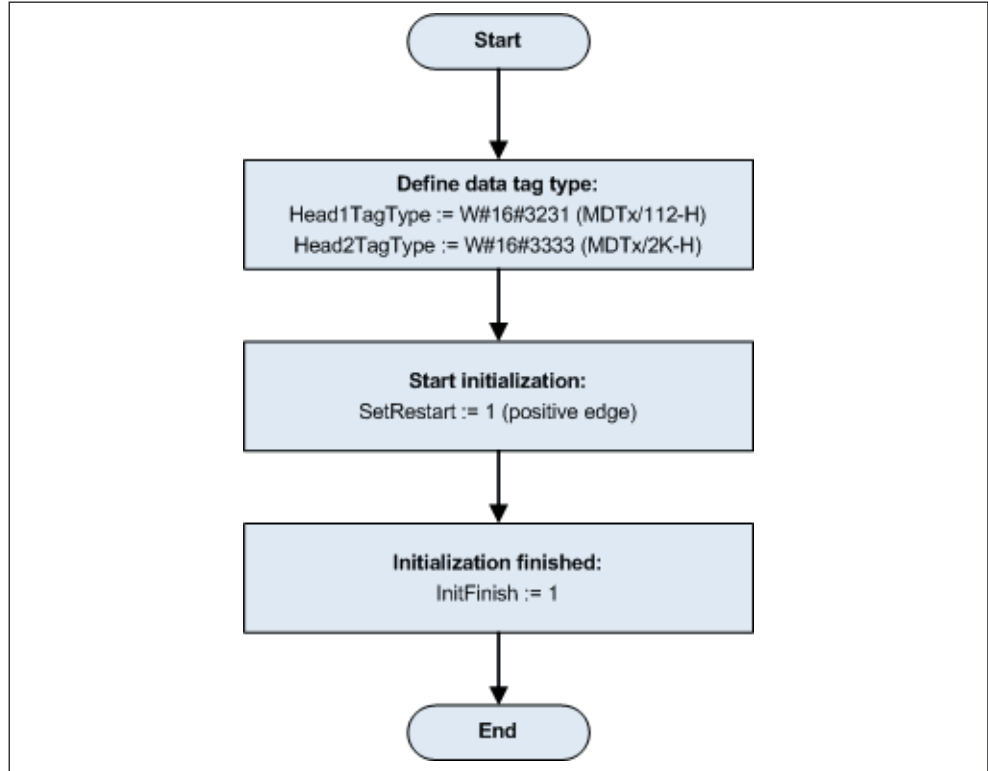 Start
Define data tag type:
Head1TagType := W#16#3231 (MDTx/112-H)
Head2TagType := W#16#3333 (MDTx/2K-H)
Start initialization:
SetRestart := 1 (positive edge)
Initialization finished:
InitFinish := 1
End